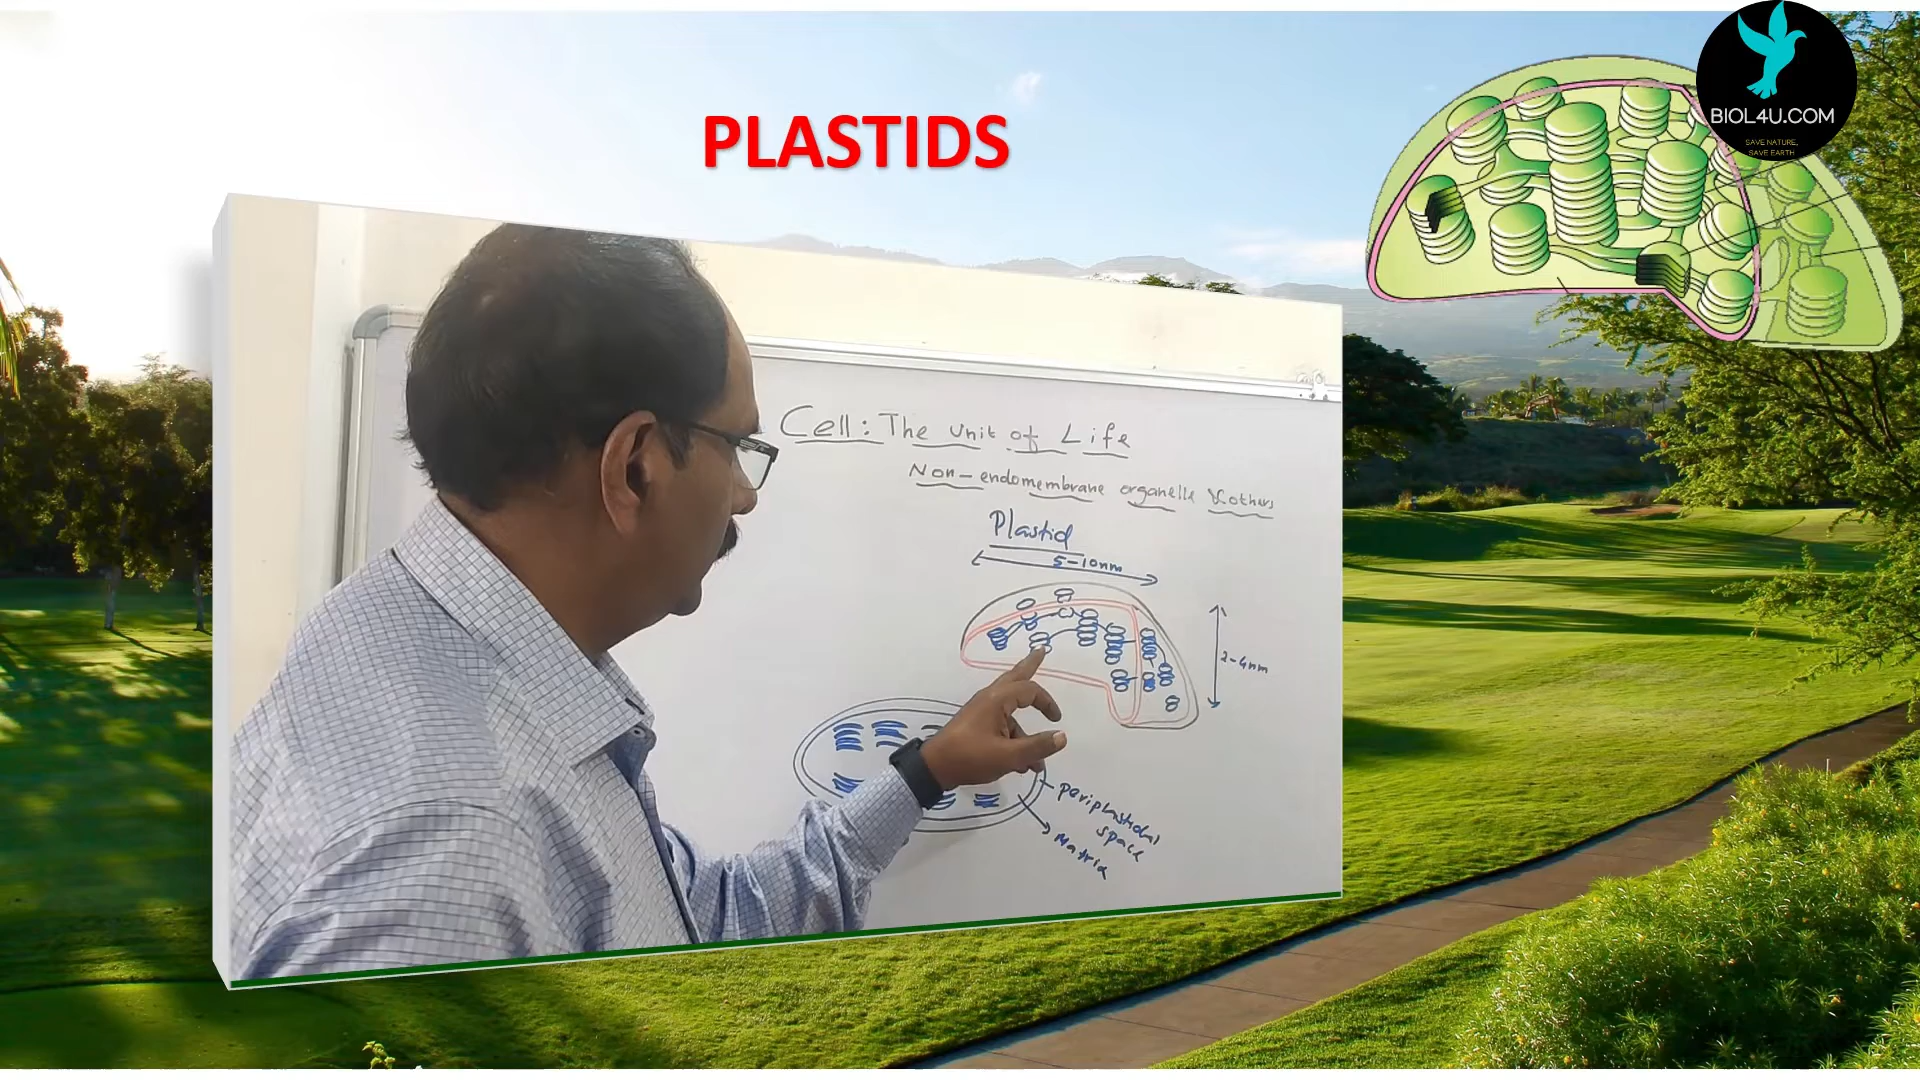 PLASTIDS
BIOL4U.COM
SAVE NATURE,
SAVE EARTH
Cell: The Unit of Life
Non-endomembrane organelle & others
Plastid
5-10nm
2-4nm
Periplastidal
space
Matrix